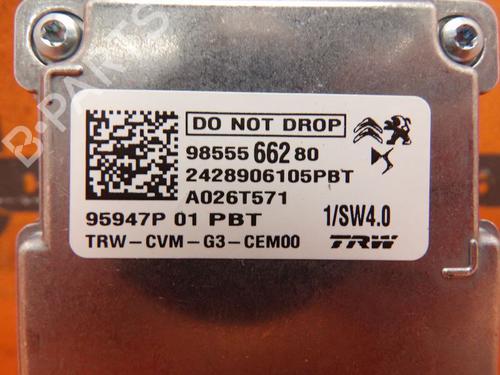 B-PARTS
DO NOT DROP
98555 662 80
2428906105PBT
A026T571
95947P 01 PBT
1/SW4.0
TRW-CVM-G3-CEM00
TRW